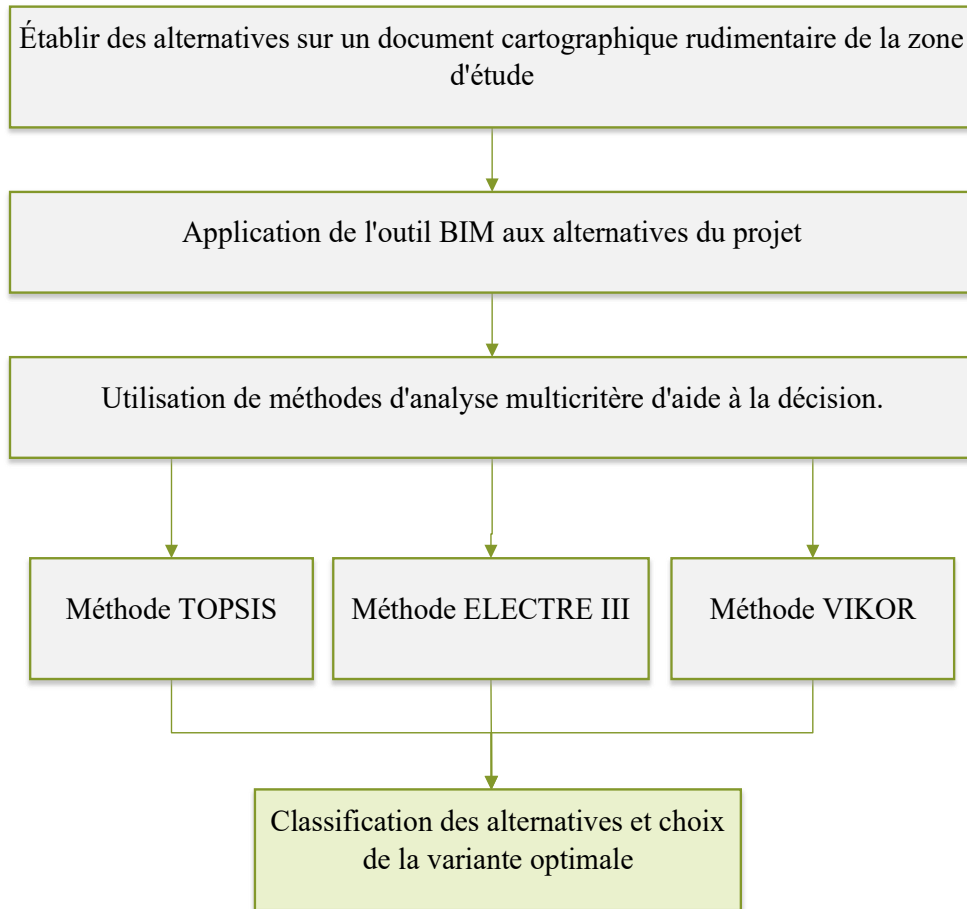 Établir des alternatives sur un document cartographique rudimentaire de la zone
d'étude
Application de l'outil BIM aux alternatives du projet
Utilisation de méthodes d'analyse multicritère d'aide à la décision.
Méthode TOPSIS
Méthode ELECTRE III
Méthode VIKOR
Classification des alternatives et choix
de la variante optimale